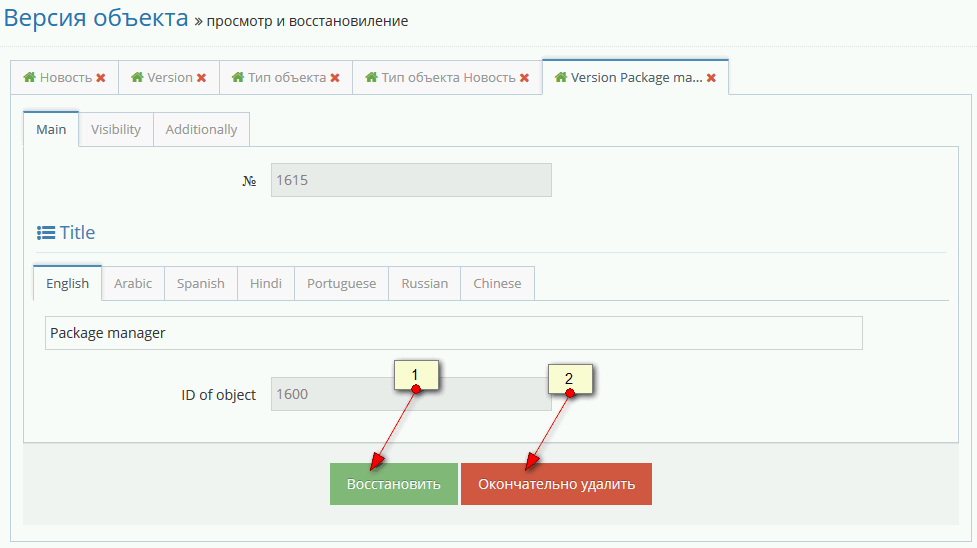 Версия объекта » просмотр и восстановиление
Новость Version Тип объекта Тип объекта Новость Version Package ma...
Main Visibility Additionally
№ 1615
Title
English Arabic Spanish Hindi Portuguese Russian Chinese
Package manager
1 2
ID of object 1600
Восстановить Окончательно удалить